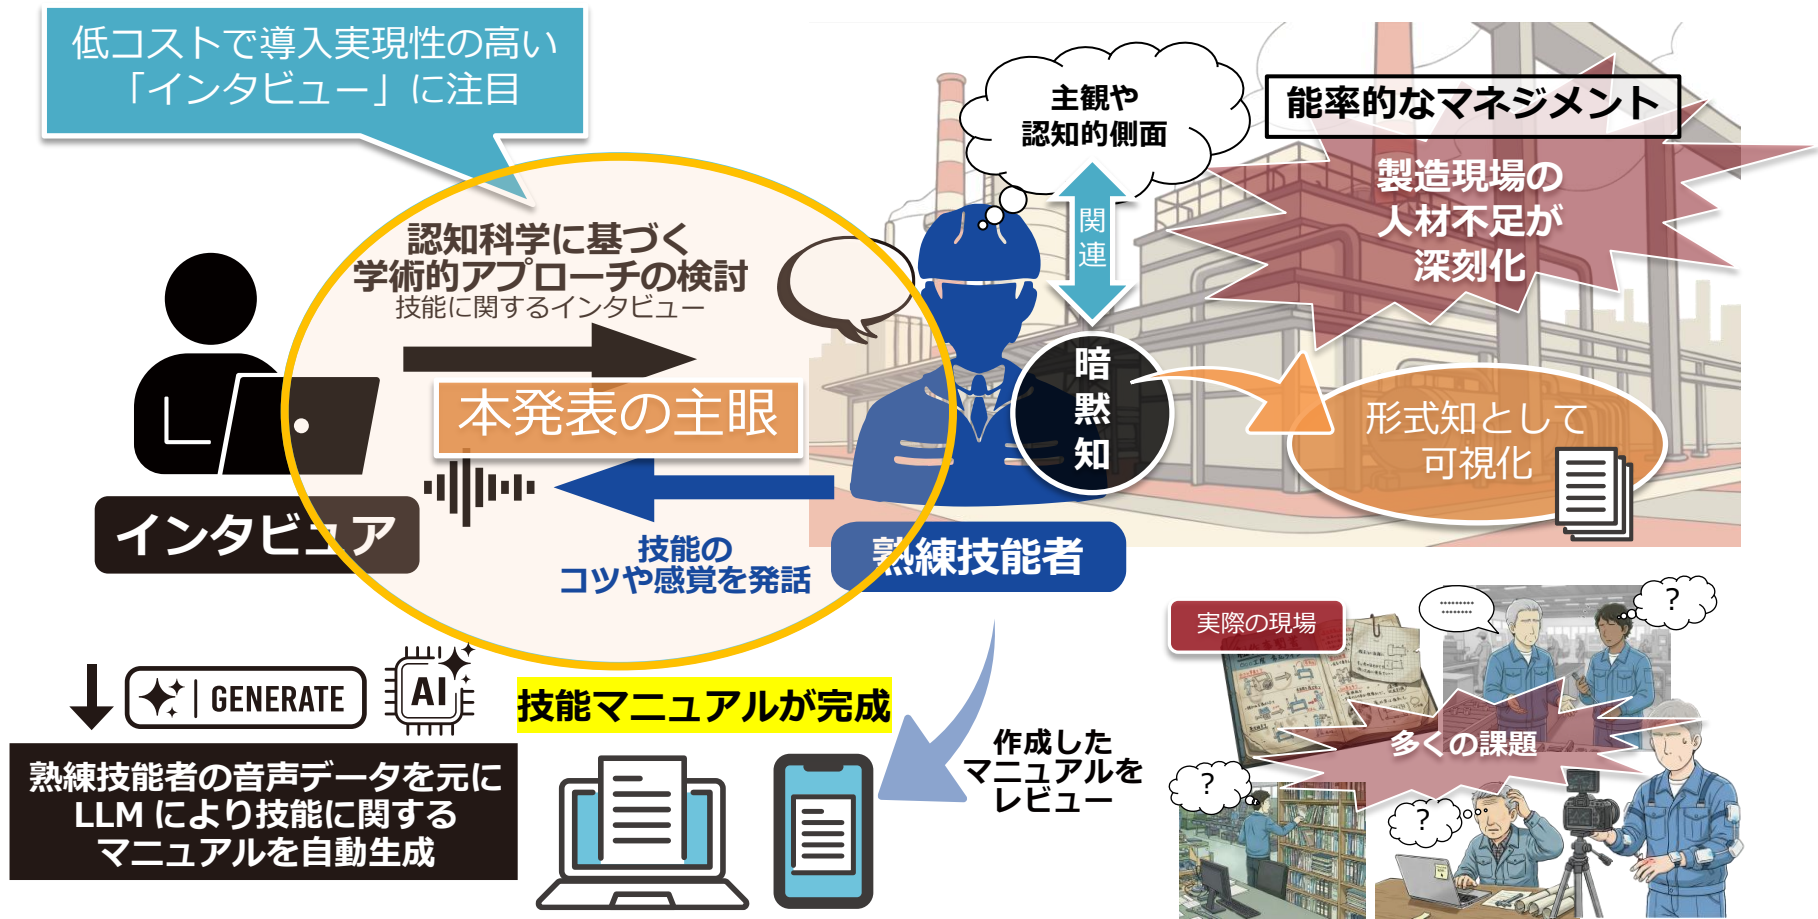 低コストで導入実現性の高い
「インタビュー」に注目
主観や
認知的側面
能率的なマネジメント
製造現場の
人材不足が
深刻化
関連
認知科学に基づく
学術的アプローチの検討
技能に関するインタビュー
本発表の主眼
暗黙知
形式知として
可視化
インタビュア
技能の
コツや感覚を発話
熟練技能者
実際の現場
?
GENERATE
AI
技能マニュアルが完成
作成した
マニュアルを
レビュー
多くの課題
?
?
熟練技能者の音声データを元に
LLM により技能に関する
マニュアルを自動生成